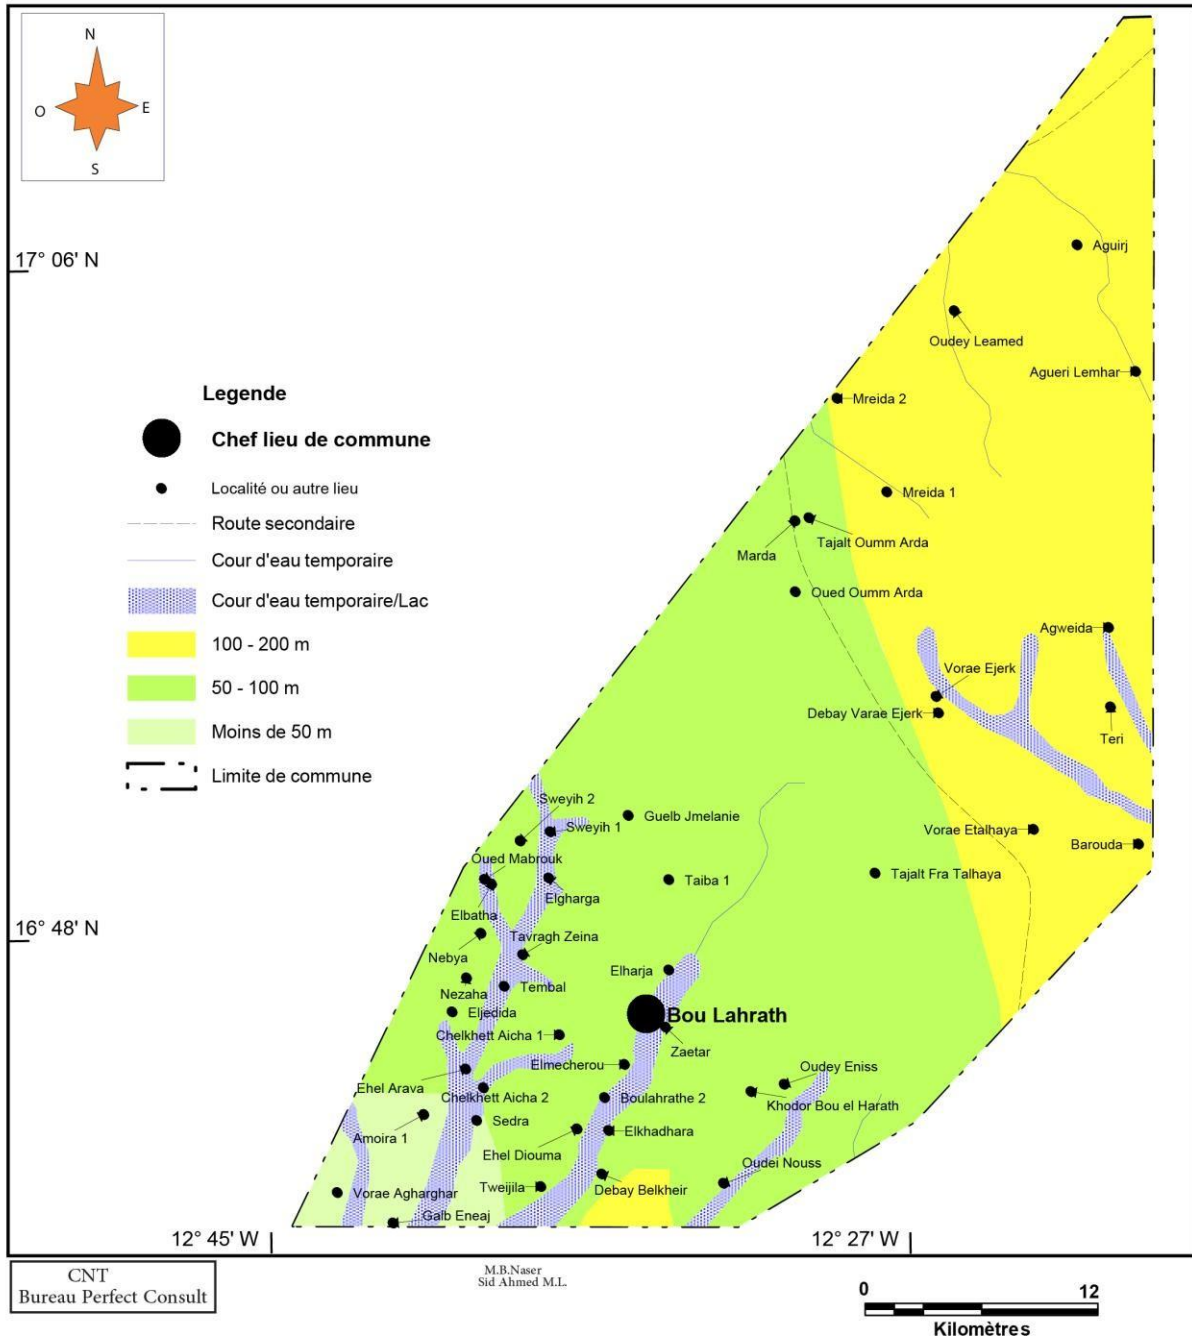 N
O
E
S
17° 06' N
Aguirj
Oudey Leamed
Agueri Lemhar
Mreida 2
Legende
Chef lieu de commune
Localité ou autre lieu
Route secondaire
Cour d'eau temporaire
Cour d'eau temporaire/Lac
100 - 200 m
50 - 100 m
Moins de 50 m
Limite de commune
Mreida 1
Tajalt Oumm Arda
Marda
Oued Oumm Arda
Agweida
Vorae Ejerk
Debay Varae Ejerk
Teri
Sweyih 2
Guelb Jmelanie
Sweyih 1
Vorae Etalhaya
Barouda
Oued Mabrouk
Tajalt Fra Talhaya
Taiba 1
Elgharga
Elbatha
16° 48' N
Tavragh Zeina
Nebya
Elharja
Tembal
Nezaha
Eljedida
Bou Lahrath
Chelkhett Aicha 1
Zaetar
Elmecherou
Oudey Eniss
Ehel Arava
Chelkhett Aicha 2
Boulahrathe 2
Khodor Bou el Harath
Sedra
Elkhadhara
Amoira 1
Ehel Diouma
Oudei Nouss
Tweijila
Debay Belkheir
Vorae Agharghar
Galb Eneaj
12° 45' W
12° 27' W
CNT
Bureau Perfect Consult
M.B.Naser
Sid Ahmed M.L.
0
12
Kilomètres